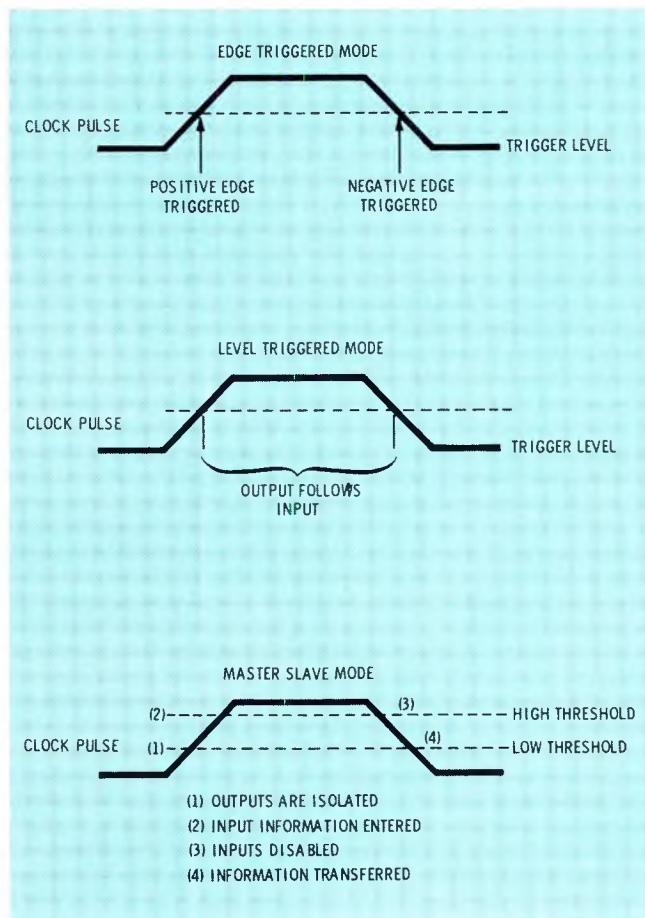 EDGE TRIGGERED MODE
CLOCK PULSE
TRIGGER LEVEL
POSITIVE EDGE
TRIGGERED
NEGATIVE EDGE
TRIGGERED
LEVEL TRIGGERED MODE
CLOCK PULSE
TRIGGER LEVEL
OUTPUT FOLLOWS
INPUT
MASTER SLAVE MODE
(2)
(3)
HIGH THRESHOLD
CLOCK PULSE
(1)
(4)
LOW THRESHOLD
(1) OUTPUTS ARE ISOLATED
(2) INPUT INFORMATION ENTERED
(3) INPUTS DISABLED
(4) INFORMATION TRANSFERRED